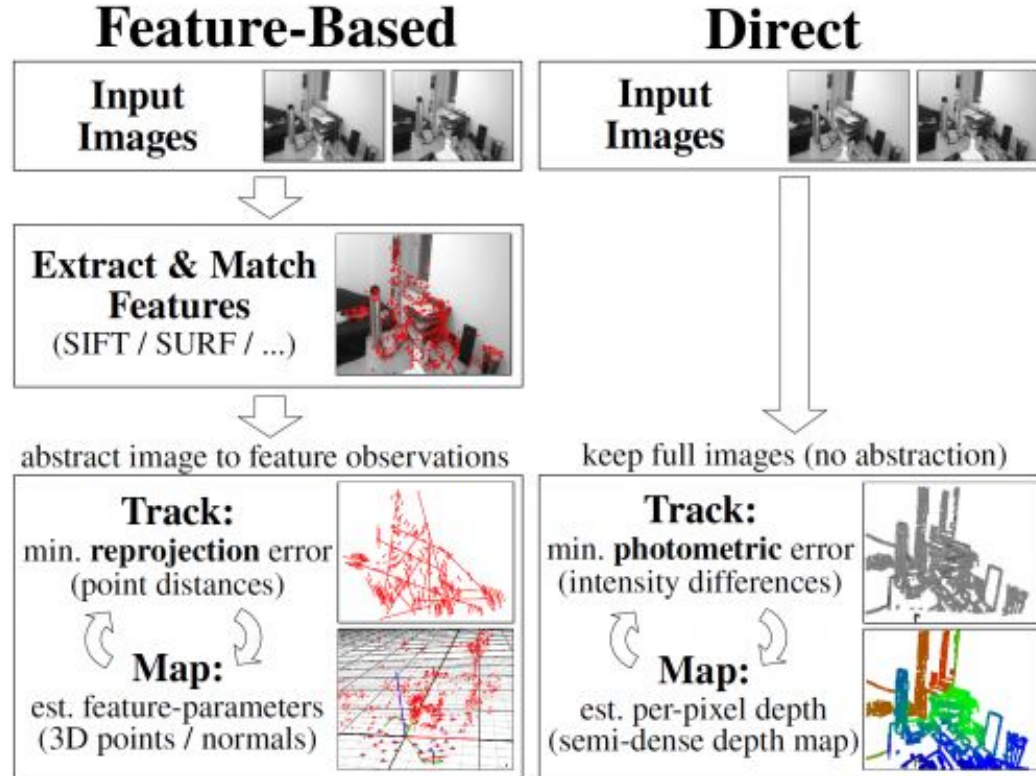 Feature-Based
Input
Images
Extract & Match
Features
(SIFT / SURF / ...)
abstract image to feature observations
Track:
min. reprojection error
(point distances)
Map:
est. feature-parameters
(3D points / normals)
Direct
Input
Images
keep full images (no abstraction)
Track:
min. photometric error
(intensity differences)
Map:
est. per-pixel depth
(semi-dense depth map)